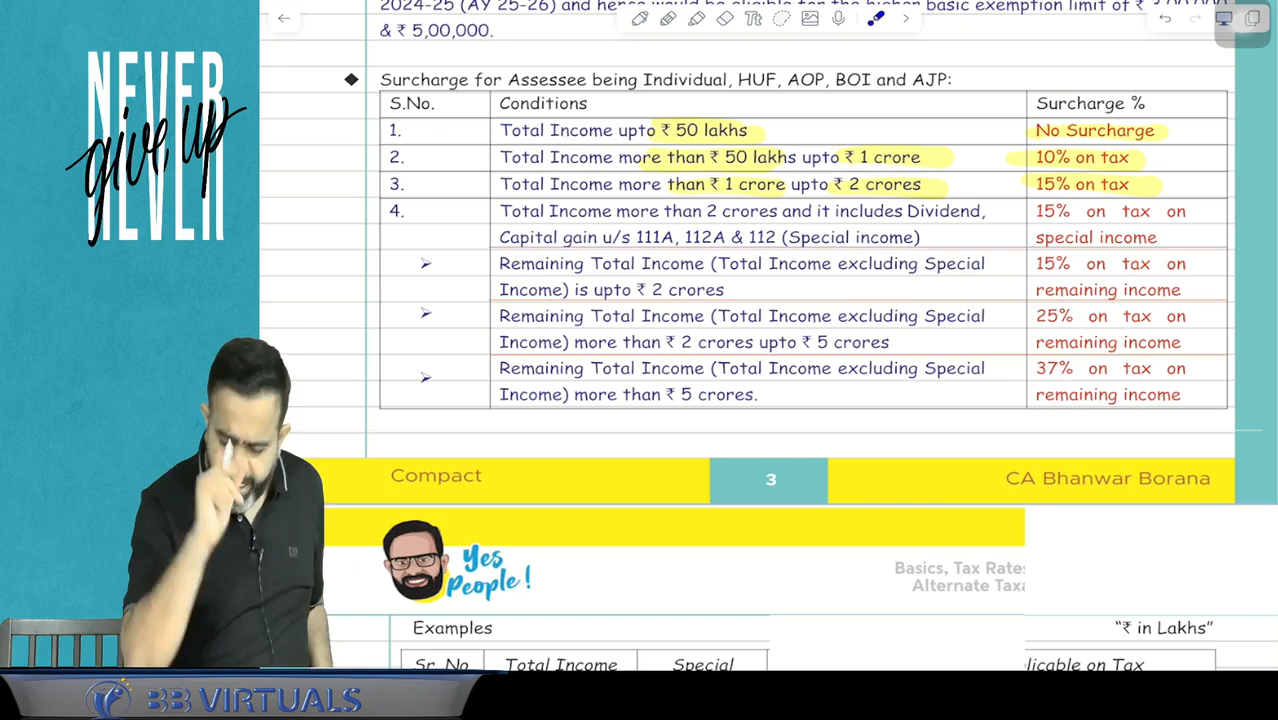 NEVER
give up
NEVER
2024-25 (AY 25-26) and hence would be eligible for the higher basic exemption limit of ₹ 3,00,000
& ₹ 5,00,000.
Surcharge for Assessee being Individual, HUF, AOP, BOI and AJP:
S.No. Conditions Surcharge %
1. Total Income upto ₹ 50 lakhs No Surcharge
2. Total Income more than ₹ 50 lakhs upto ₹ 1 crore 10% on tax
3. Total Income more than ₹ 1 crore upto ₹ 2 crores 15% on tax
4. Total Income more than 2 crores and it includes Dividend, 15% on tax on
Capital gain u/s 111A, 112A & 112 (Special income) special income
Remaining Total Income (Total Income excluding Special 15% on tax on
Income) is upto ₹ 2 crores remaining income
Remaining Total Income (Total Income excluding Special 25% on tax on
Income) more than ₹ 2 crores upto ₹ 5 crores remaining income
Remaining Total Income (Total Income excluding Special 37% on tax on
Income) more than ₹ 5 crores. remaining income
Compact 3 CA Bhanwar Borana
Yes
People!
Basics, Tax Rates
Alternate Taxa
Examples "₹ in Lakhs"
Sr. No Total Income Special licable on Tax
BB VIRTUALS